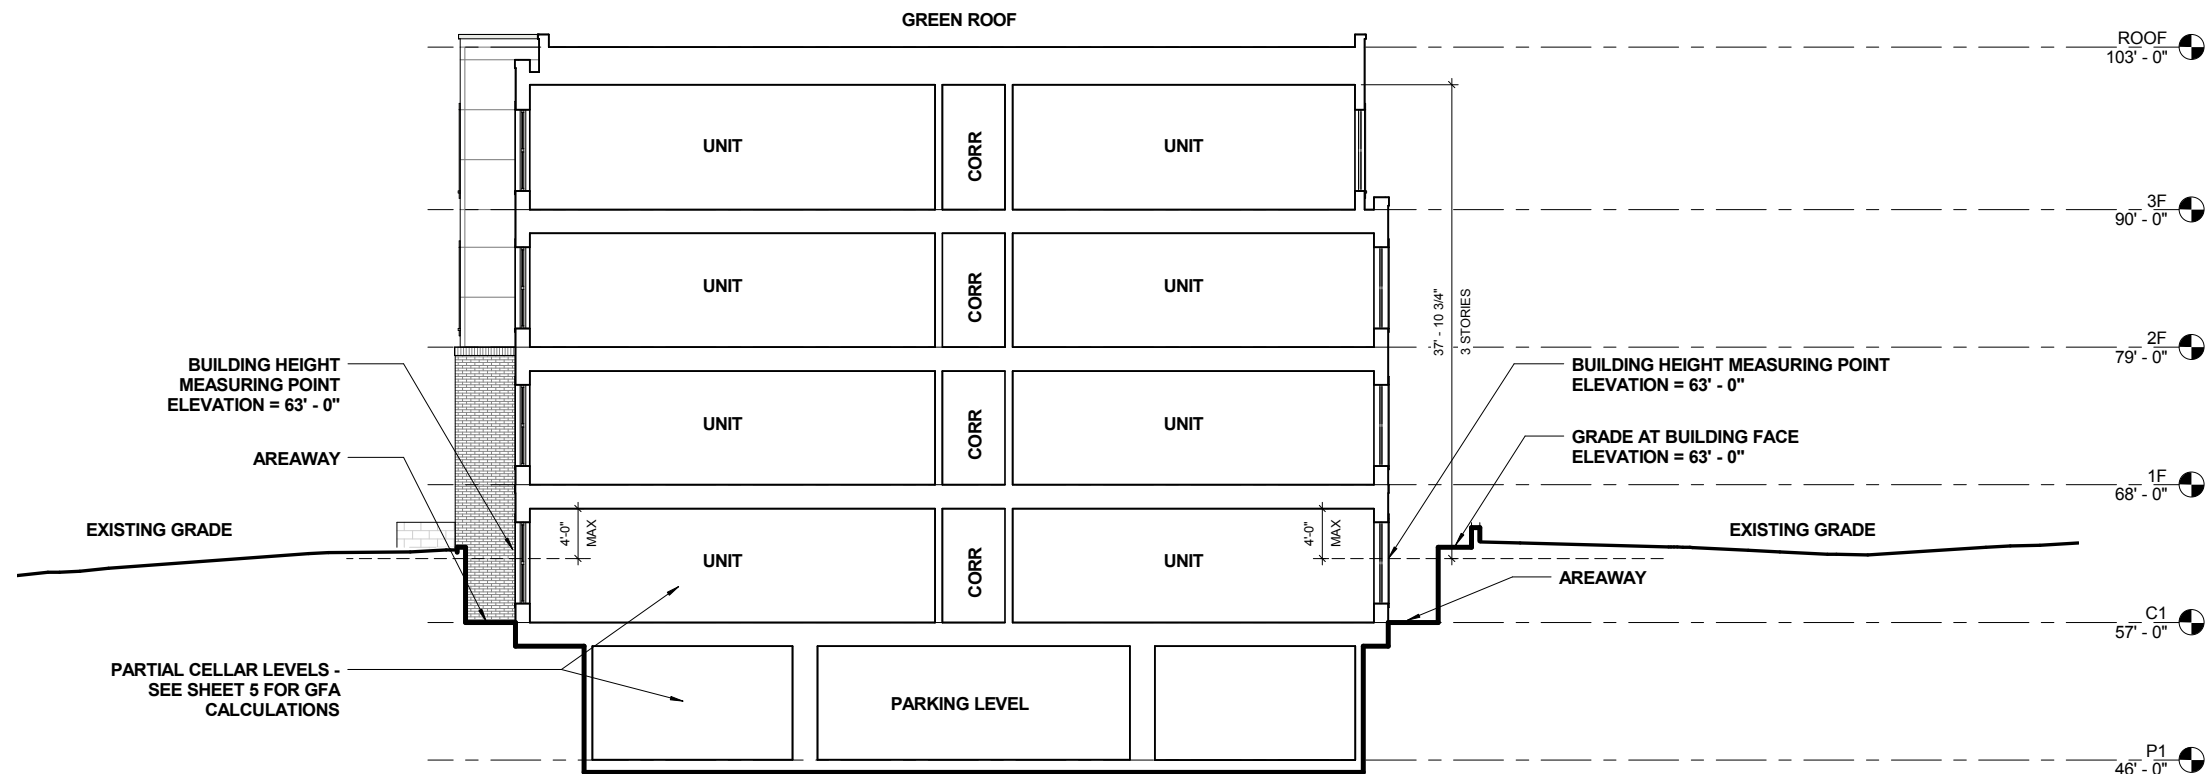 GREEN ROOF
ROOF
103' - 0"
UNIT
CORR
UNIT
3F
90' - 0"
UNIT
CORR
UNIT
37' - 10 3/4"
3 STORIES
2F
79' - 0"
BUILDING HEIGHT
MEASURING POINT
ELEVATION = 63' - 0"
BUILDING HEIGHT MEASURING POINT
ELEVATION = 63' - 0"
UNIT
CORR
UNIT
GRADE AT BUILDING FACE
ELEVATION = 63' - 0"
AREAWAY
1F
68' - 0"
EXISTING GRADE
4'-0"
MAX
4'-0"
MAX
EXISTING GRADE
UNIT
CORR
UNIT
AREAWAY
C1
57' - 0"
PARTIAL CELLAR LEVELS -
SEE SHEET 5 FOR GFA
CALCULATIONS
PARKING LEVEL
P1
46' - 0"